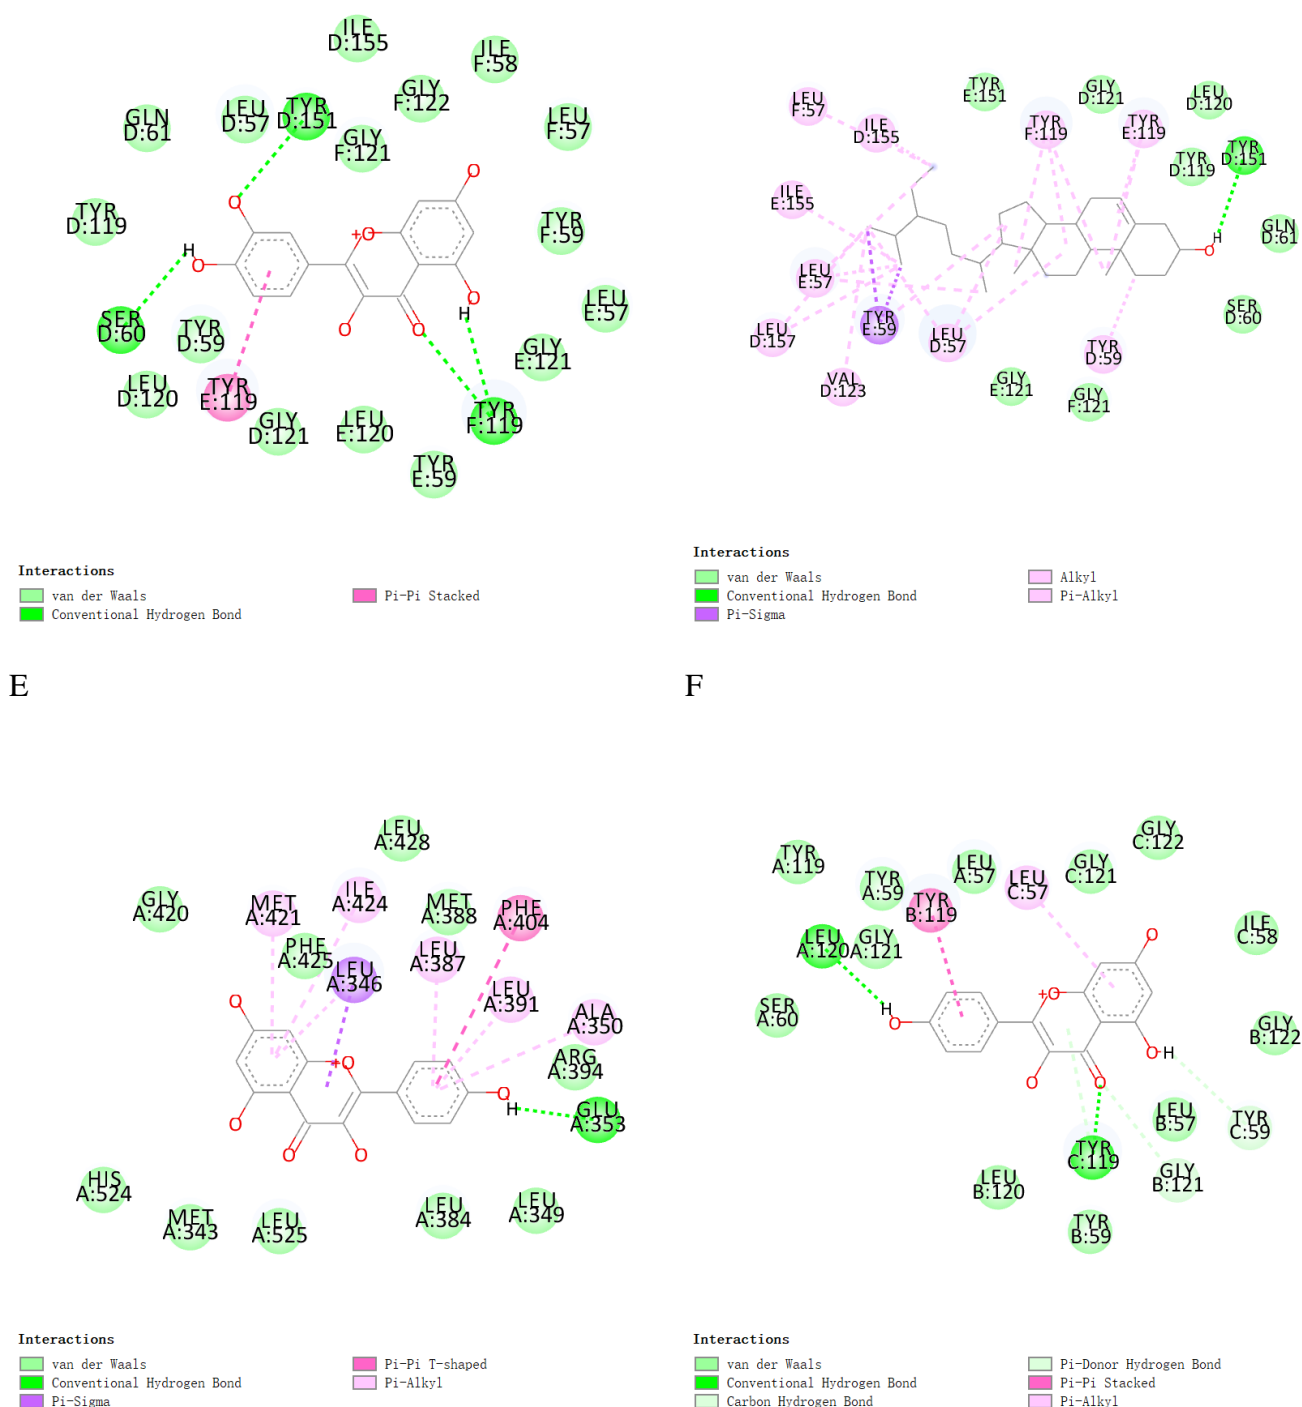 ILE
D:155
ILE
F:58
GLY
F:122
LEU
D:57
TYR
D:151
GLN
D:61
LEU
F:57
GLY
F:121
O
O
TYR
D:119
TYR
F:59
+O
H
O
SER
D:60
TYR
D:59
O
H
O
O
LEU
E:57
GLY
E:121
LEU
D:120
TYR
E:119
GLY
D:121
LEU
E:120
TYR
F:119
TYR
E:59
Interactions
van der Waals
Conventional Hydrogen Bond
Pi-Pi Stacked
LEU
F:57
ILE
D:155
TYR
E:151
GLY
D:121
LEU
D:120
TYR
F:119
TYR
E:119
TYR
D:119
TYR
D:151
ILE
E:155
GLN
D:61
H
O
LEU
E:57
LEU
D:157
TYR
E:59
LEU
D:57
TYR
D:59
SER
D:60
VAL
D:123
GLY
E:121
GLY
F:121
Interactions
van der Waals
Conventional Hydrogen Bond
Pi-Sigma
Alkyl
Pi-Alkyl
E
F
LEU
A:428
GLY
A:420
MET
A:421
ILE
A:424
MET
A:388
PHE
A:404
PHE
A:425
LEU
A:346
LEU
A:387
LEU
A:391
ALA
A:350
O
+O
ARG
A:394
O
H
GLU
A:353
O
O
O
HIS
A:524
MET
A:343
LEU
A:525
LEU
A:384
LEU
A:349
Interactions
van der Waals
Conventional Hydrogen Bond
Pi-Sigma
Pi-Pi T-shaped
Pi-Alkyl
GLY
C:122
TYR
A:119
TYR
A:59
LEU
A:57
LEU
C:57
GLY
C:121
TYR
B:119
LEU
A:120
GLY
A:121
ILE
C:58
O
SER
A:60
H
O
+O
GLY
B:122
O
H
O
O
LEU
B:57
TYR
C:59
TYR
C:119
GLY
B:121
LEU
B:120
TYR
B:59
Interactions
van der Waals
Conventional Hydrogen Bond
Carbon Hydrogen Bond
Pi-Donor Hydrogen Bond
Pi-Pi Stacked
Pi-Alkyl